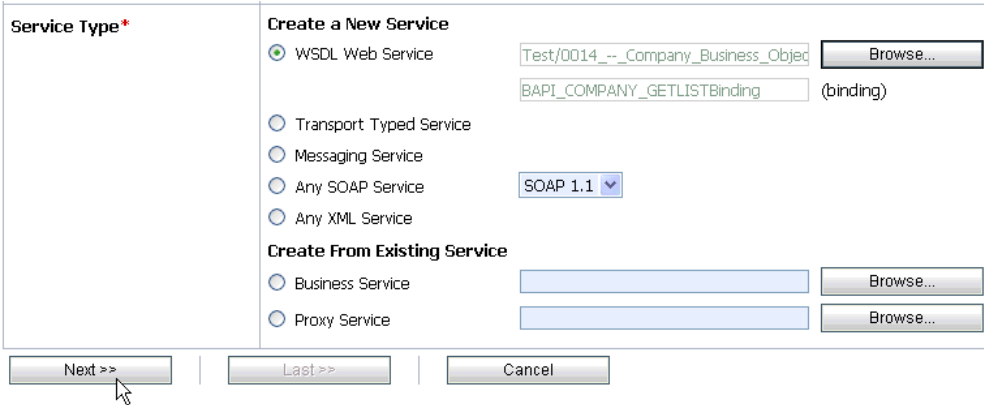 Service Type*
Create a New Service
WSDL Web Service Test/0014_--_Company_Business_Objec Browse...
BAPI_COMPANY_GETLISTBinding (binding)
Transport Typed Service
Messaging Service
Any SOAP Service SOAP 1.1
Any XML Service
Create From Existing Service
Business Service Browse...
Proxy Service Browse...
Next >> Last >> Cancel